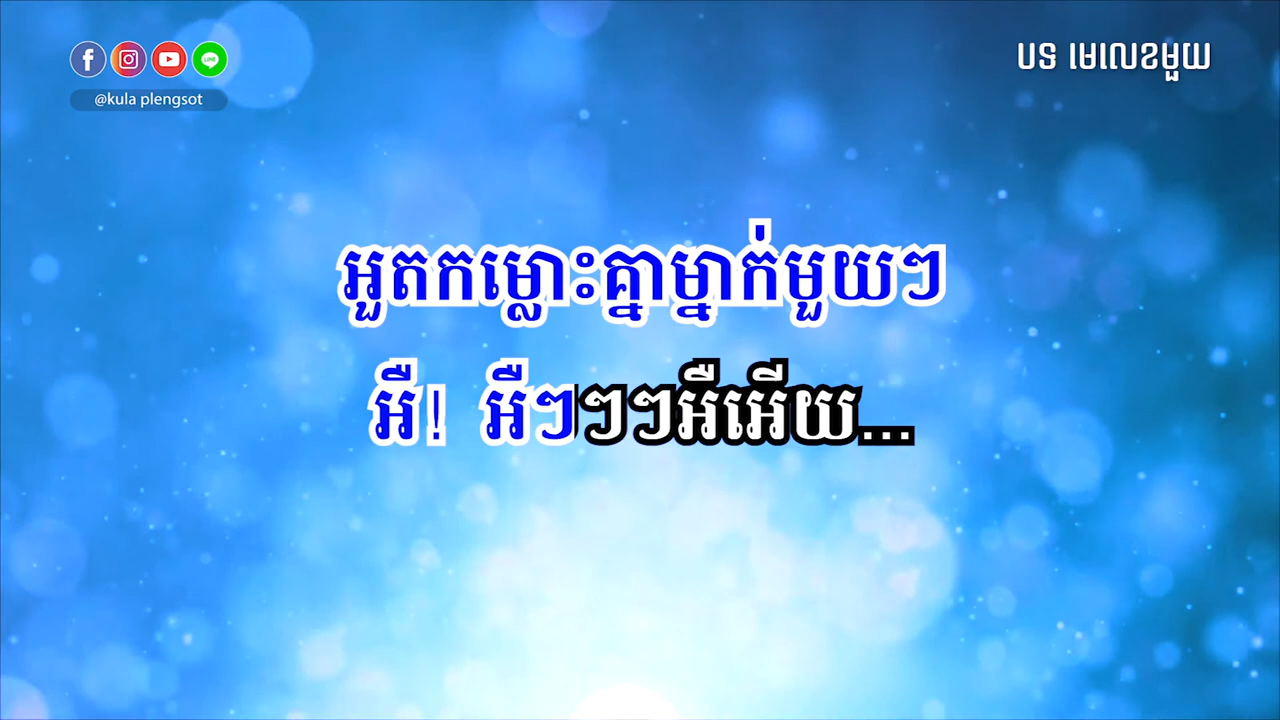 បទ មេលេខមួយ
@kula plengsot
អួតកម្លោះគ្នាម្នាក់មួយៗ
អឺ! អឺៗៗៗអឺអើយ...